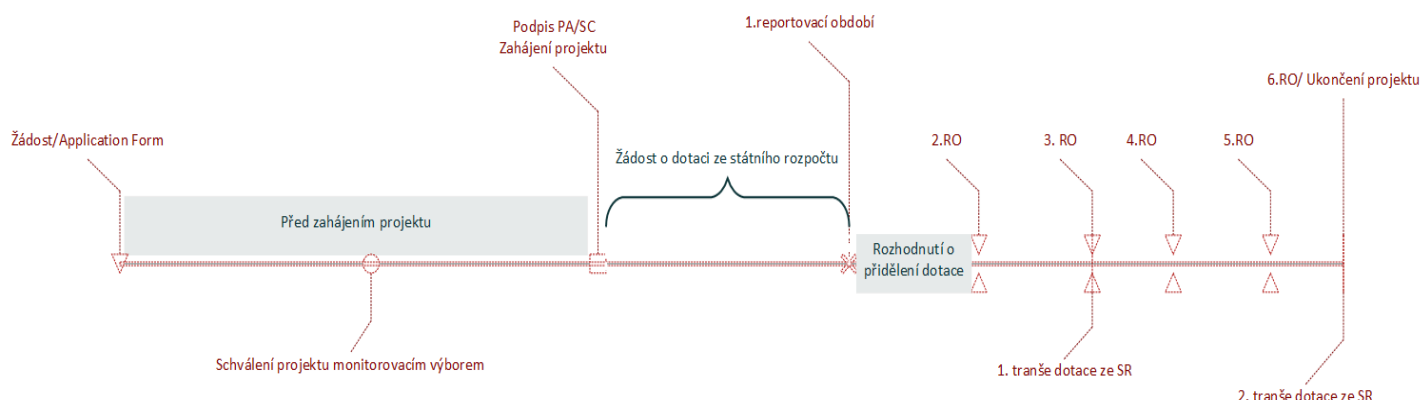 Podpis PA/SC
Zahájení projektu
1.reportovací období
6.RO/ Ukončení projektu
Žádost/Application Form
Žádost o dotaci ze státního rozpočtu
2.RO
3. RO
4.RO
5.RO
Před zahájením projektu
Rozhodnutí o
přidělení dotace
Schválení projektu monitorovacím výborem
1. tranše dotace ze SR
2. tranše dotace ze SR